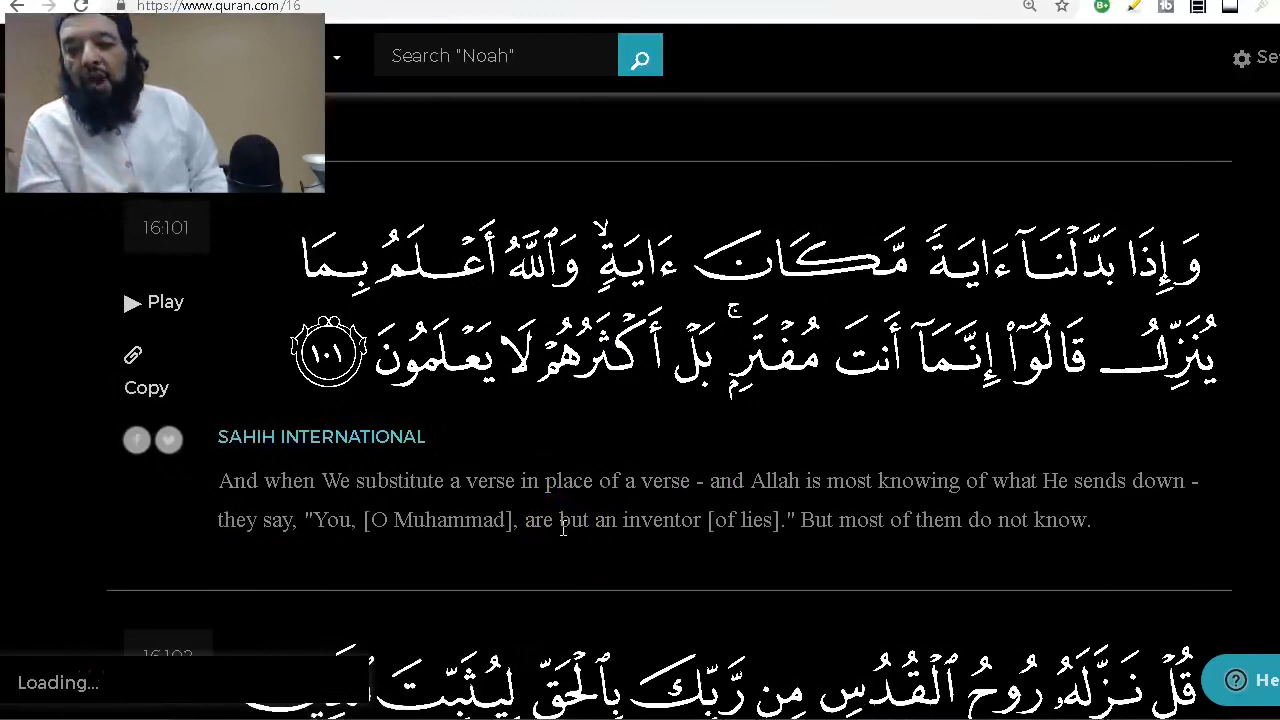 https://www.quran.com/16
Search "Noah"
16:101
وَإِذَا بَدَّلْنَآ ءَايَةً مَّكَانَ ءَايَةٍ ۙ وَٱللَّهُ أَعْلَمُ بِمَا
يُنَزِّلُ قَالُوٓا۟ إِنَّمَآ أَنتَ مُفْتَرٍۭ ۚ بَلْ أَكْثَرُهُمْ لَا يَعْلَمُونَ ١٠١
Play
Copy
SAHIH INTERNATIONAL
And when We substitute a verse in place of a verse - and Allah is most knowing of what He sends down -
they say, "You, [O Muhammad], are but an inventor [of lies]." But most of them do not know.
16:102
قُلْ نَزَّلَهُۥ رُوحُ ٱلْقُدُسِ مِن رَّبِّكَ بِٱلْحَقِّ لِيُثَبِّتَ
Loading...